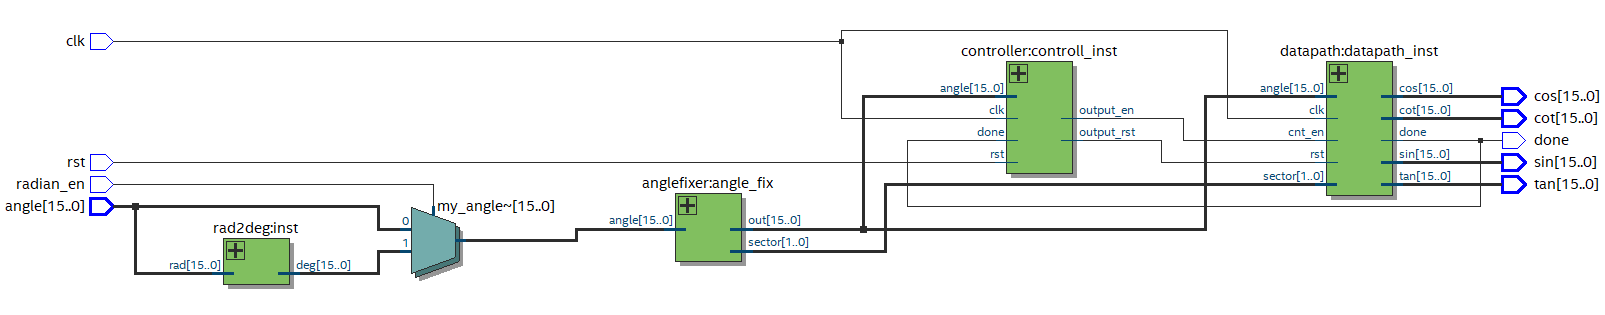 clk
rst
radian_en
angle[15..0]
rad2deg:inst
rad[15..0]
deg[15..0]
my_angle~[15..0]
0
1
anglefixer:angle_fix
angle[15..0]
out[15..0]
sector[1..0]
controller:controll_inst
angle[15..0]
clk
done
rst
output_en
output_rst
datapath:datapath_inst
angle[15..0]
clk
cnt_en
rst
sector[1..0]
cos[15..0]
cot[15..0]
done
sin[15..0]
tan[15..0]
cos[15..0]
cot[15..0]
done
sin[15..0]
tan[15..0]